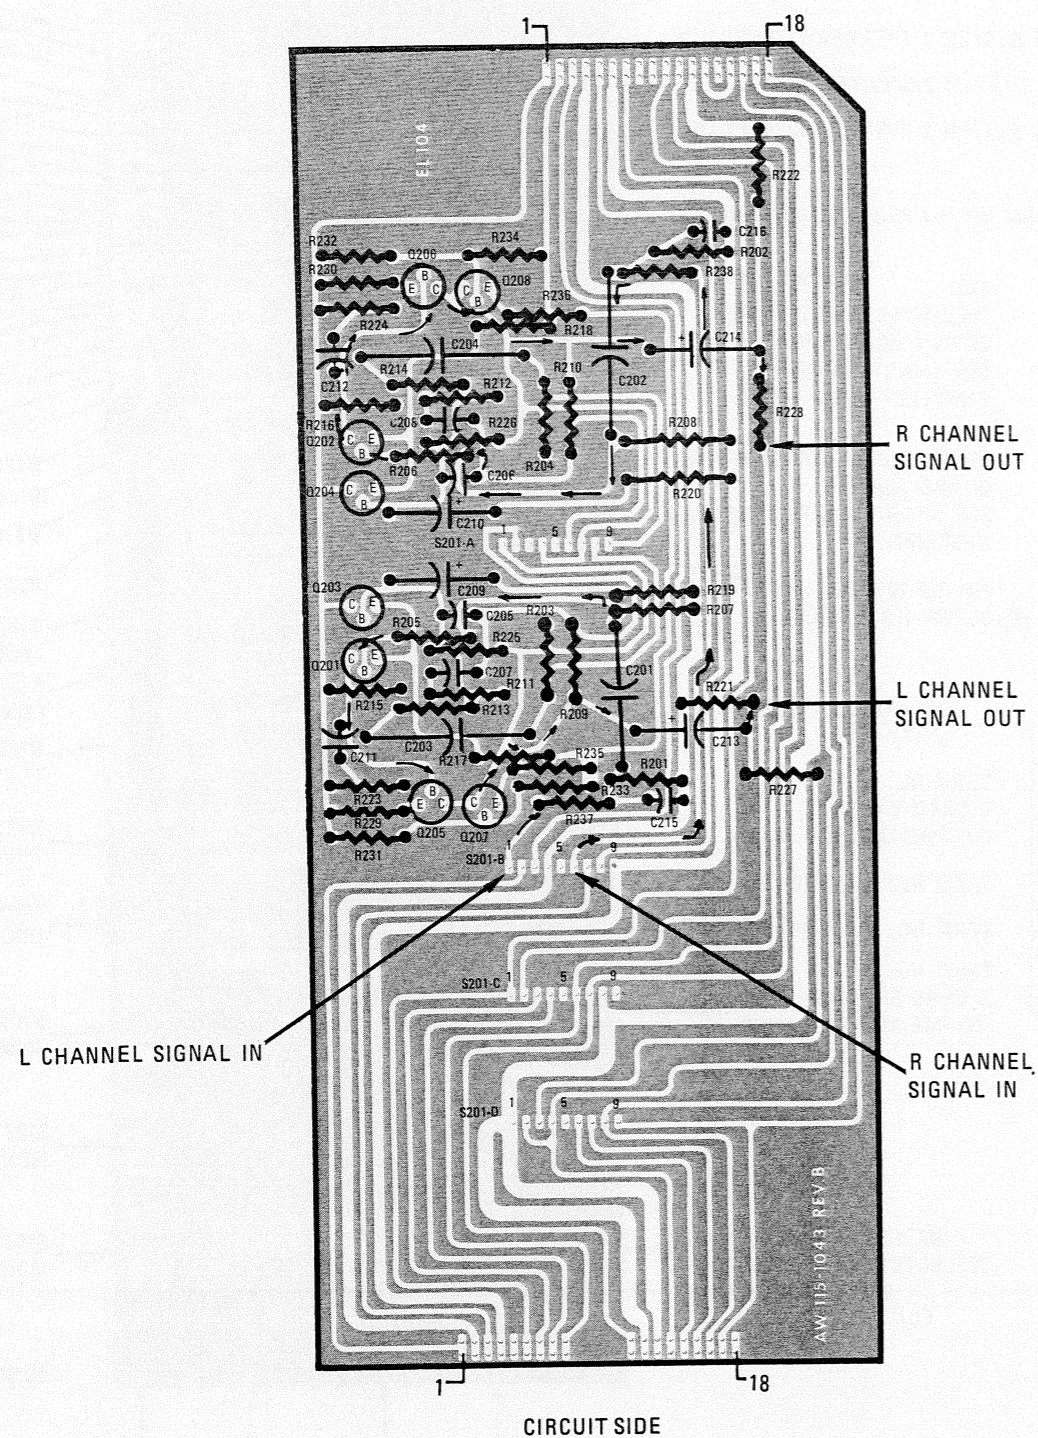 1
18
EL104
R222
C216
R202
R232
Q206
R234
R230
R238
Q208
B
E
C
C
E
B
R236
R224
R218
+
C214
C204
R210
C202
C212
R214
R212
R228
R216
C208
R226
R208
R CHANNEL
SIGNAL OUT
Q202
C
E
B
R206
R204
C206
Q204
C
E
B
R220
+
C210
S201-A
1
5
9
+
Q203
C209
R219
C
E
B
C205
R203
R207
R205
R225
Q201
C
E
B
C207
C201
R211
R221
L CHANNEL
SIGNAL OUT
R215
R213
R209
+
C213
C203
R217
C211
R235
R201
R227
R223
B
E
C
C
E
B
R233
R229
Q205
Q207
R237
C215
R231
S201-B
1
5
9
S201-C
1
5
9
L CHANNEL SIGNAL IN
R CHANNEL
SIGNAL IN
S201-D
1
5
9
AW-115-1043 REV B
1
18
CIRCUIT SIDE